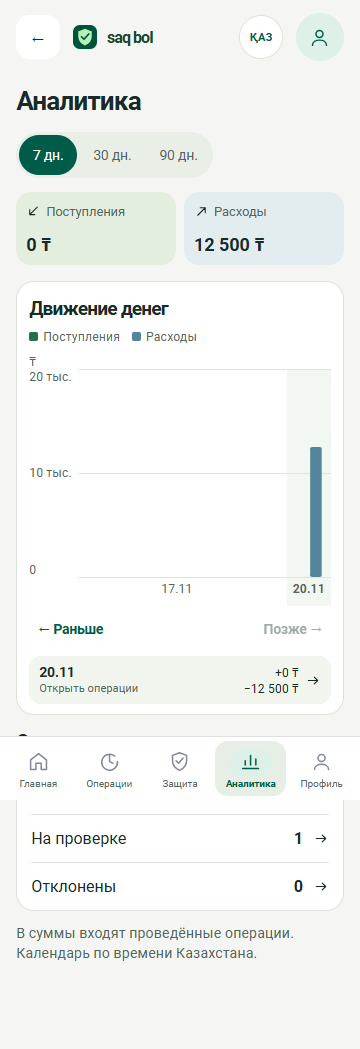 ←
saq bol
ҚАЗ
Аналитика
7 дн.
30 дн.
90 дн.
Поступления
0 ₸
Расходы
12 500 ₸
Движение денег
Поступления
Расходы
₸
20 тыс.
10 тыс.
0
17.11
20.11
← Раньше
Позже →
20.11
Открыть операции
+0 ₸
−12 500 ₸
→
Главная
Операции
Защита
Аналитика
Профиль
На проверке 1 →
Отклонены 0 →
В суммы входят проведённые операции.
Календарь по времени Казахстана.